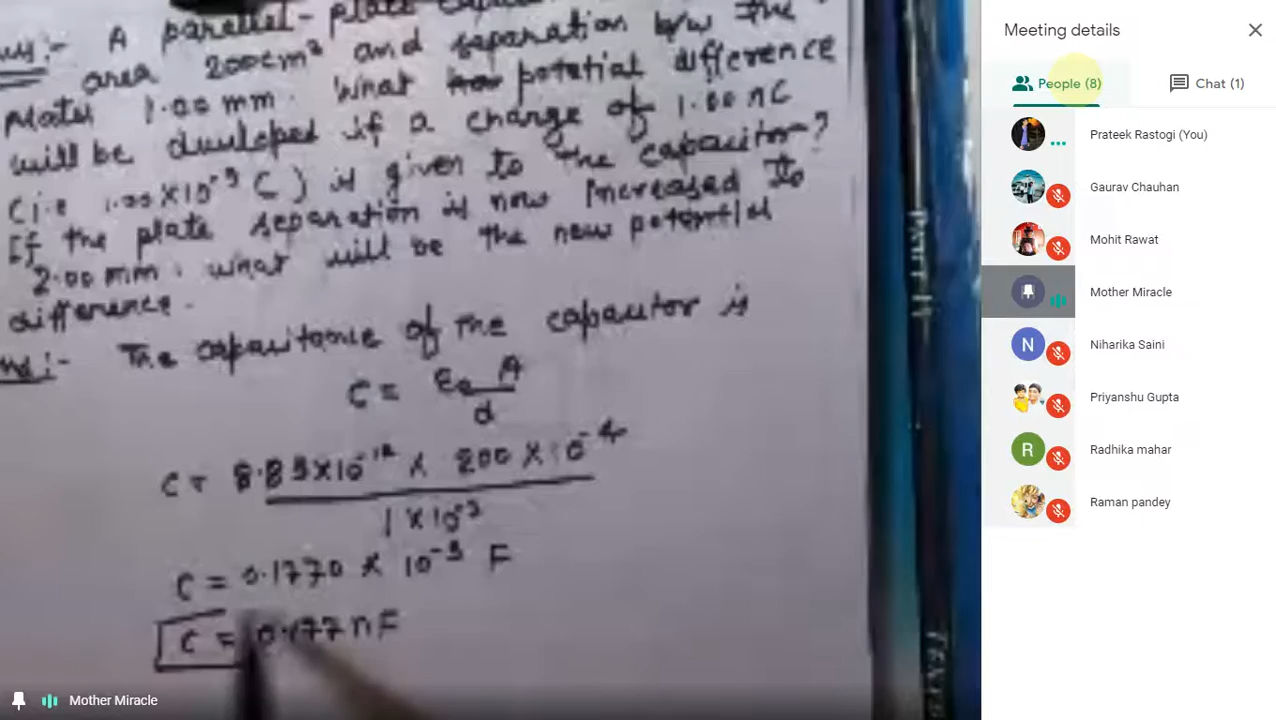 Ques:- A parallel-plate capac
area 200cm² and separation b/w the
plates 1.00 mm. What potential difference
will be developed if a charge of 1.00 nC
(i.e 1.00×10⁻⁹ C) is given to the capacitor?
If the plate separation is now increased to
2.00 mm. what will be the new potential
difference.
Ans:- The capacitance of the capacitor is
C = ε₀ A
d
C = 8.85×10⁻¹² × 200 × 10⁻⁴
1 × 10⁻³
C = 0.1770 × 10⁻⁹ F
C = 0.177 nF
Mother Miracle
Meeting details
People (8)
Chat (1)
Prateek Rastogi (You)
Gaurav Chauhan
Mohit Rawat
Mother Miracle
N Niharika Saini
Priyanshu Gupta
R Radhika mahar
Raman pandey